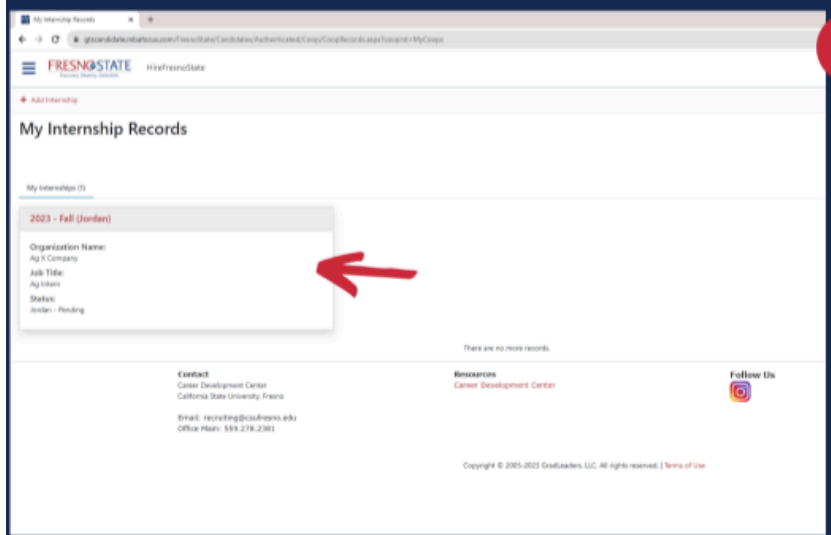 My Internship Records
gtscandidate.mbafocus.com/FresnoState/Candidates/Authenticated/Coop/CoopRecords.aspx?cooptst=MyCoops
FRESNO STATE
Discovery. Diversity. Distinction.
HireFresnoState
+ Add Internship
My Internship Records
My Internships (1)
2023 - Fall (Jordan)
Organization Name:
Ag X Company
Job Title:
Ag Intern
Status:
Jordan - Pending
There are no more records.
Contact
Career Development Center
California State University, Fresno
Email: recruiting@csufresno.edu
Office Main: 559.278.2381
Resources
Career Development Center
Follow Us
Copyright © 2005-2023 GradLeaders, LLC. All rights reserved. | Terms of Use